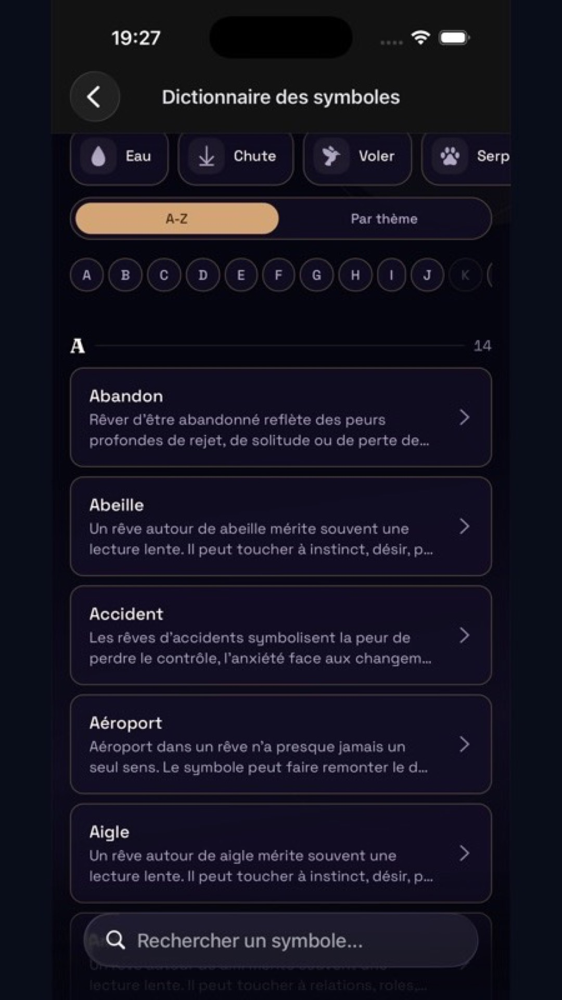 19:27
Dictionnaire des symboles
Eau
Chute
Voler
Serp
A-Z
Par thème
A B C D E F G H I J K
A
14
Abandon
Rêver d'être abandonné reflète des peurs
profondes de rejet, de solitude ou de perte de...
Abeille
Un rêve autour de abeille mérite souvent une
lecture lente. Il peut toucher à instinct, désir, p...
Accident
Les rêves d'accidents symbolisent la peur de
perdre le contrôle, l'anxiété face aux changem...
Aéroport
Aéroport dans un rêve n'a presque jamais un
seul sens. Le symbole peut faire remonter le d...
Aigle
Un rêve autour de aigle mérite souvent une
lecture lente. Il peut toucher à instinct, désir, p...
Rechercher un symbole...
lecture lente. Il peut toucher à relations, roles,...